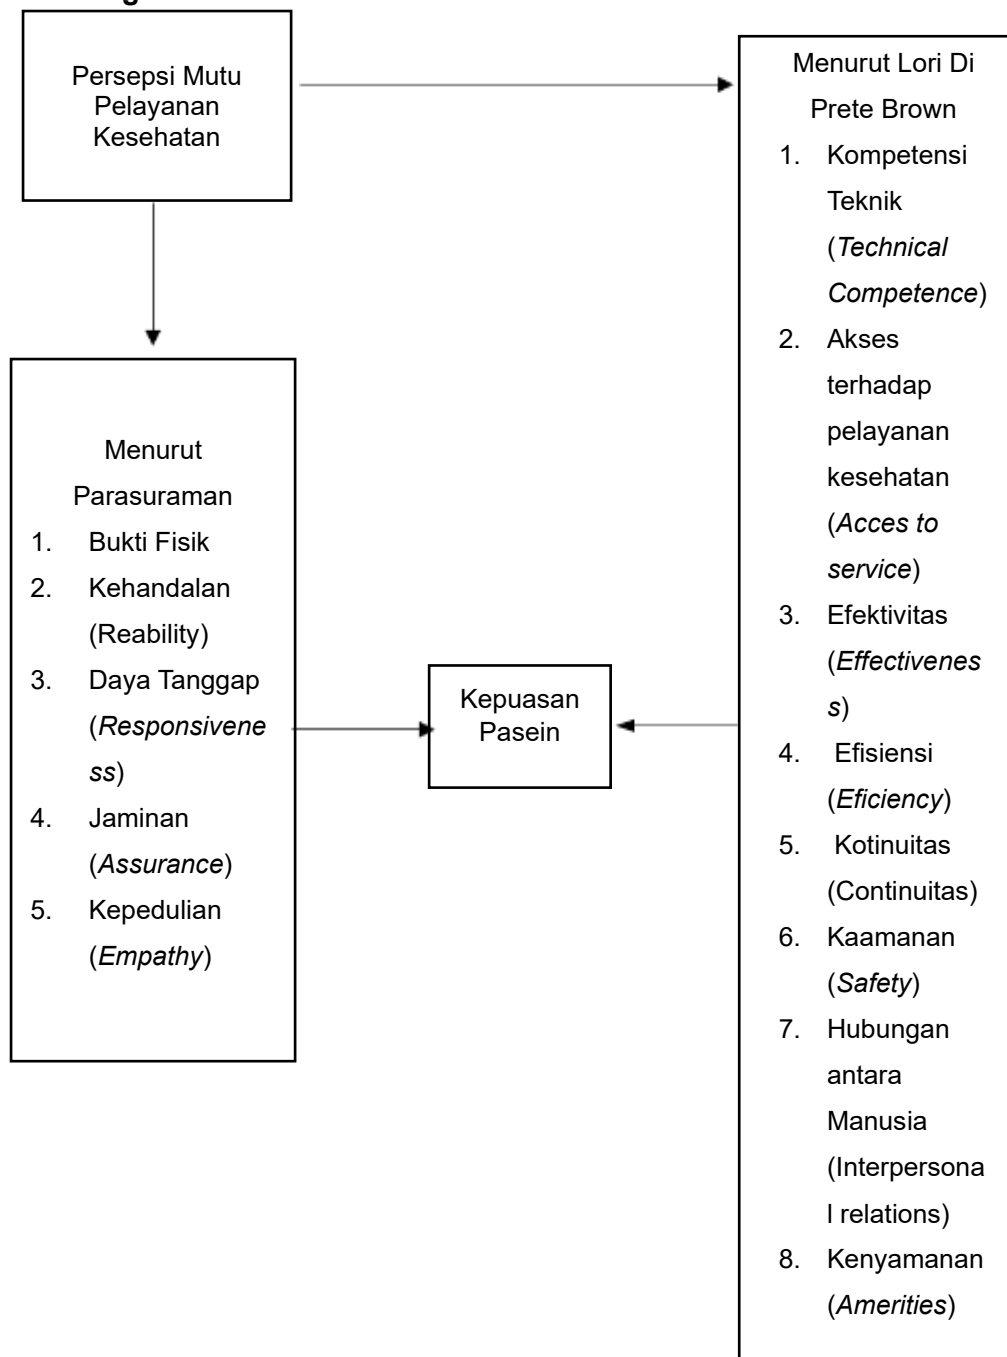 Persepsi Mutu
Pelayanan
Kesehatan
Menurut
Parasuraman
1. Bukti Fisik
2. Kehandalan
(Reability)
3. Daya Tanggap
(Responsivene
ss)
4. Jaminan
(Assurance)
5. Kepedulian
(Empathy)
Kepuasan
Pasein
Menurut Lori Di
Prete Brown
1. Kompetensi
Teknik
(Technical
Competence)
2. Akses
terhadap
pelayanan
kesehatan
(Acces to
service)
3. Efektivitas
(Effectivenes
s)
4. Efisiensi
(Eficiency)
5. Kotinuitas
(Continuitas)
6. Kaamanan
(Safety)
7. Hubungan
antara
Manusia
(Interpersona
l relations)
8. Kenyamanan
(Amerities)